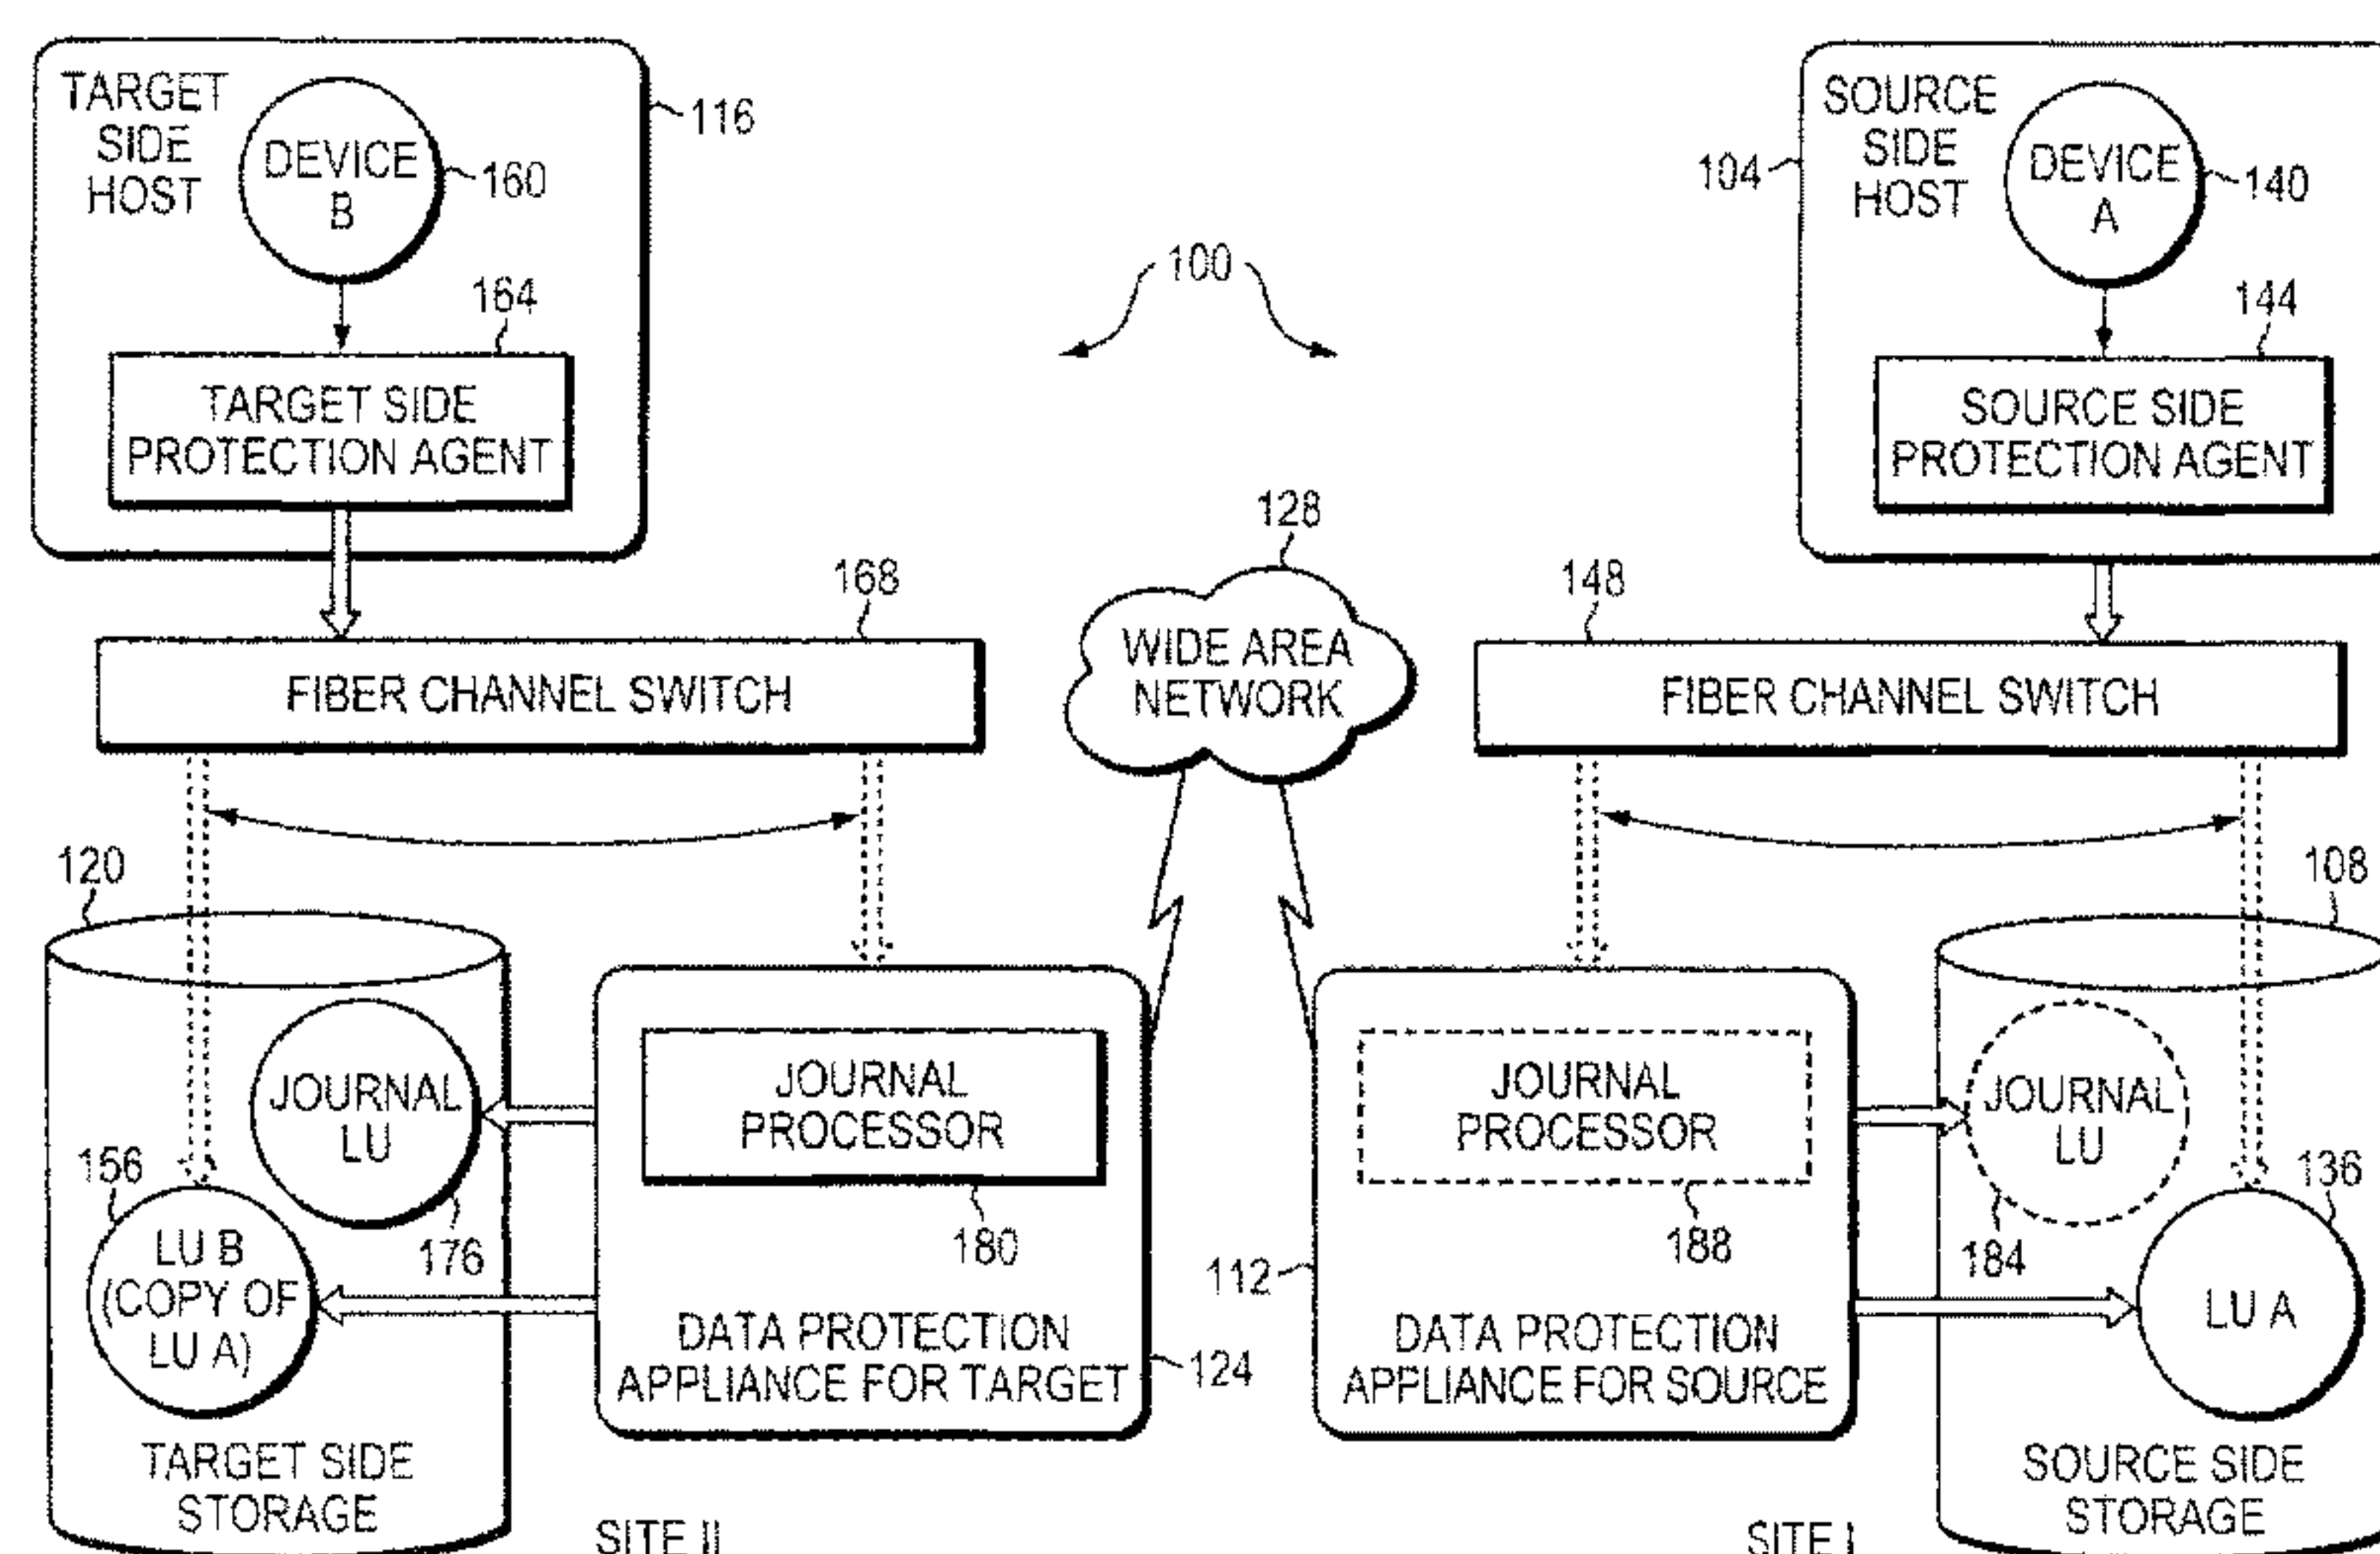 TARGET
SIDE
HOST
DEVICE
B
160
116
164
TARGET SIDE
PROTECTION AGENT
100
SOURCE
SIDE
HOST
104
DEVICE
A
140
144
SOURCE SIDE
PROTECTION AGENT
168
FIBER CHANNEL SWITCH
128
WIDE AREA
NETWORK
148
FIBER CHANNEL SWITCH
120
JOURNAL
LU
176
156
LU B
(COPY OF
LU A)
TARGET SIDE
STORAGE
JOURNAL
PROCESSOR
180
DATA PROTECTION
APPLIANCE FOR TARGET
124
SITE II
112
JOURNAL
PROCESSOR
188
DATA PROTECTION
APPLIANCE FOR SOURCE
108
JOURNAL
LU
184
136
LU A
SOURCE SIDE
STORAGE
SITE I